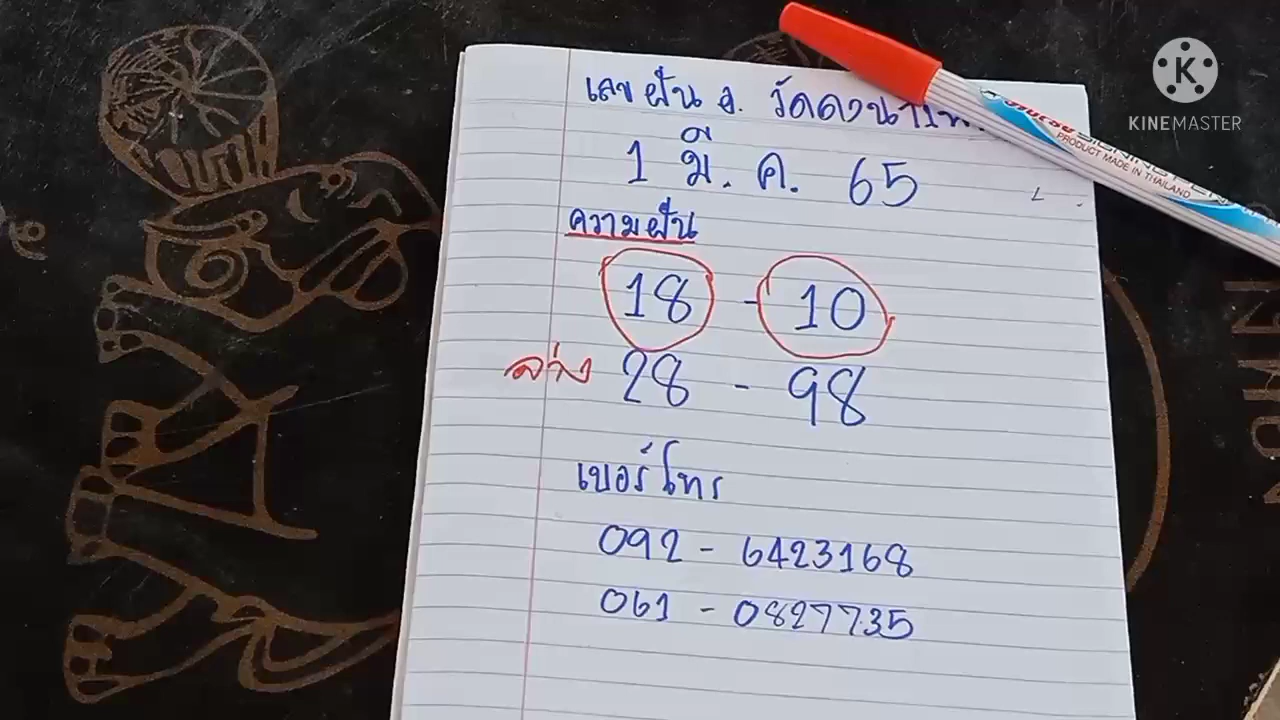 เลขฝัน อ. วัดดงนา
1 มี. ค. 65
ความฝัน
18 - 10
ล่าง 28 - 98
เบอร์โทร
092 - 6423168
061 - 0827735
KINEMASTER
PRODUCT MADE IN THAILAND